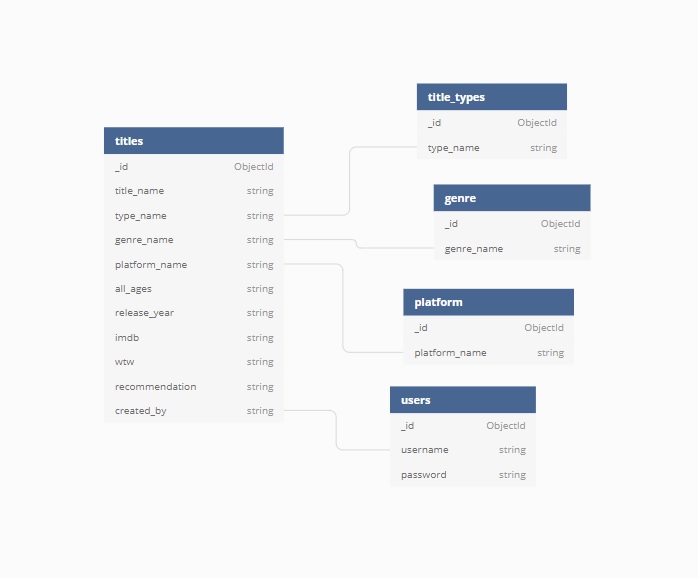 titles
_id ObjectId
title_name string
type_name string
genre_name string
platform_name string
all_ages string
release_year string
imdb string
wtw string
recommendation string
created_by string
title_types
_id ObjectId
type_name string
genre
_id ObjectId
genre_name string
platform
_id ObjectId
platform_name string
users
_id ObjectId
username string
password string